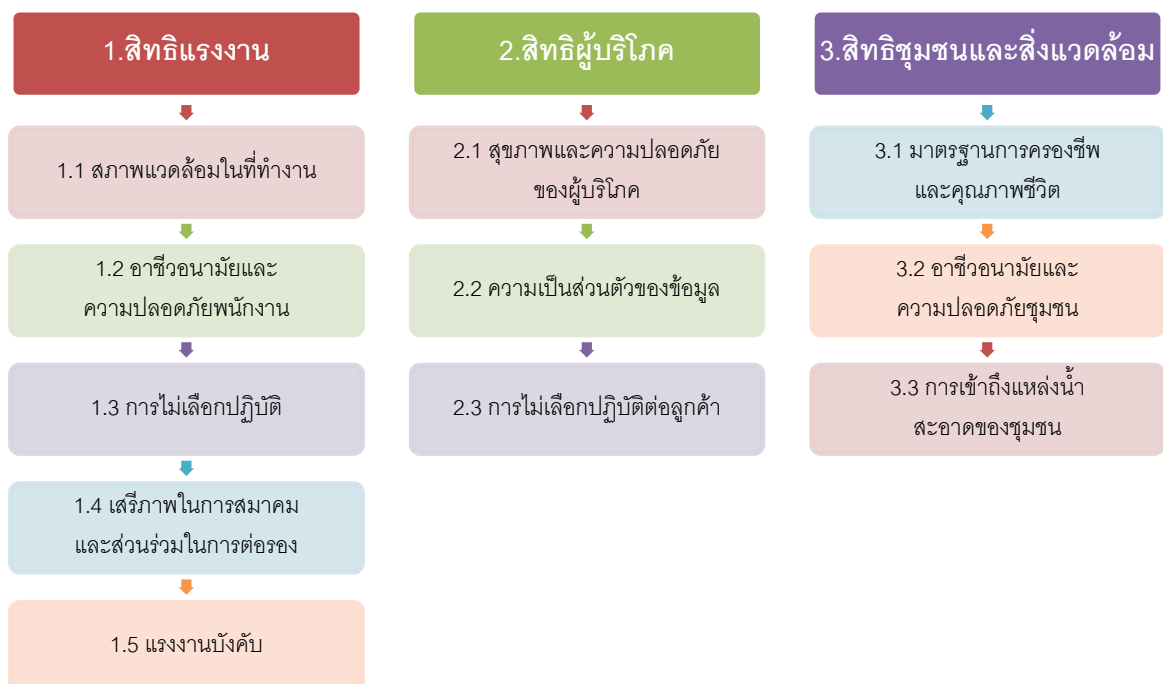 1.สิทธิแรงงาน
1.1 สภาพแวดล้อมในที่ทำงาน
1.2 อาชีวอนามัยและ
ความปลอดภัยพนักงาน
1.3 การไม่เลือกปฏิบัติ
1.4 เสรีภาพในการสมาคม
และส่วนร่วมในการต่อรอง
1.5 แรงงานบังคับ
2.สิทธิผู้บริโภค
2.1 สุขภาพและความปลอดภัย
ของผู้บริโภค
2.2 ความเป็นส่วนตัวของข้อมูล
2.3 การไม่เลือกปฏิบัติต่อลูกค้า
3.สิทธิชุมชนและสิ่งแวดล้อม
3.1 มาตรฐานการครองชีพ
และคุณภาพชีวิต
3.2 อาชีวอนามัยและ
ความปลอดภัยชุมชน
3.3 การเข้าถึงแหล่งน้ำ
สะอาดของชุมชน